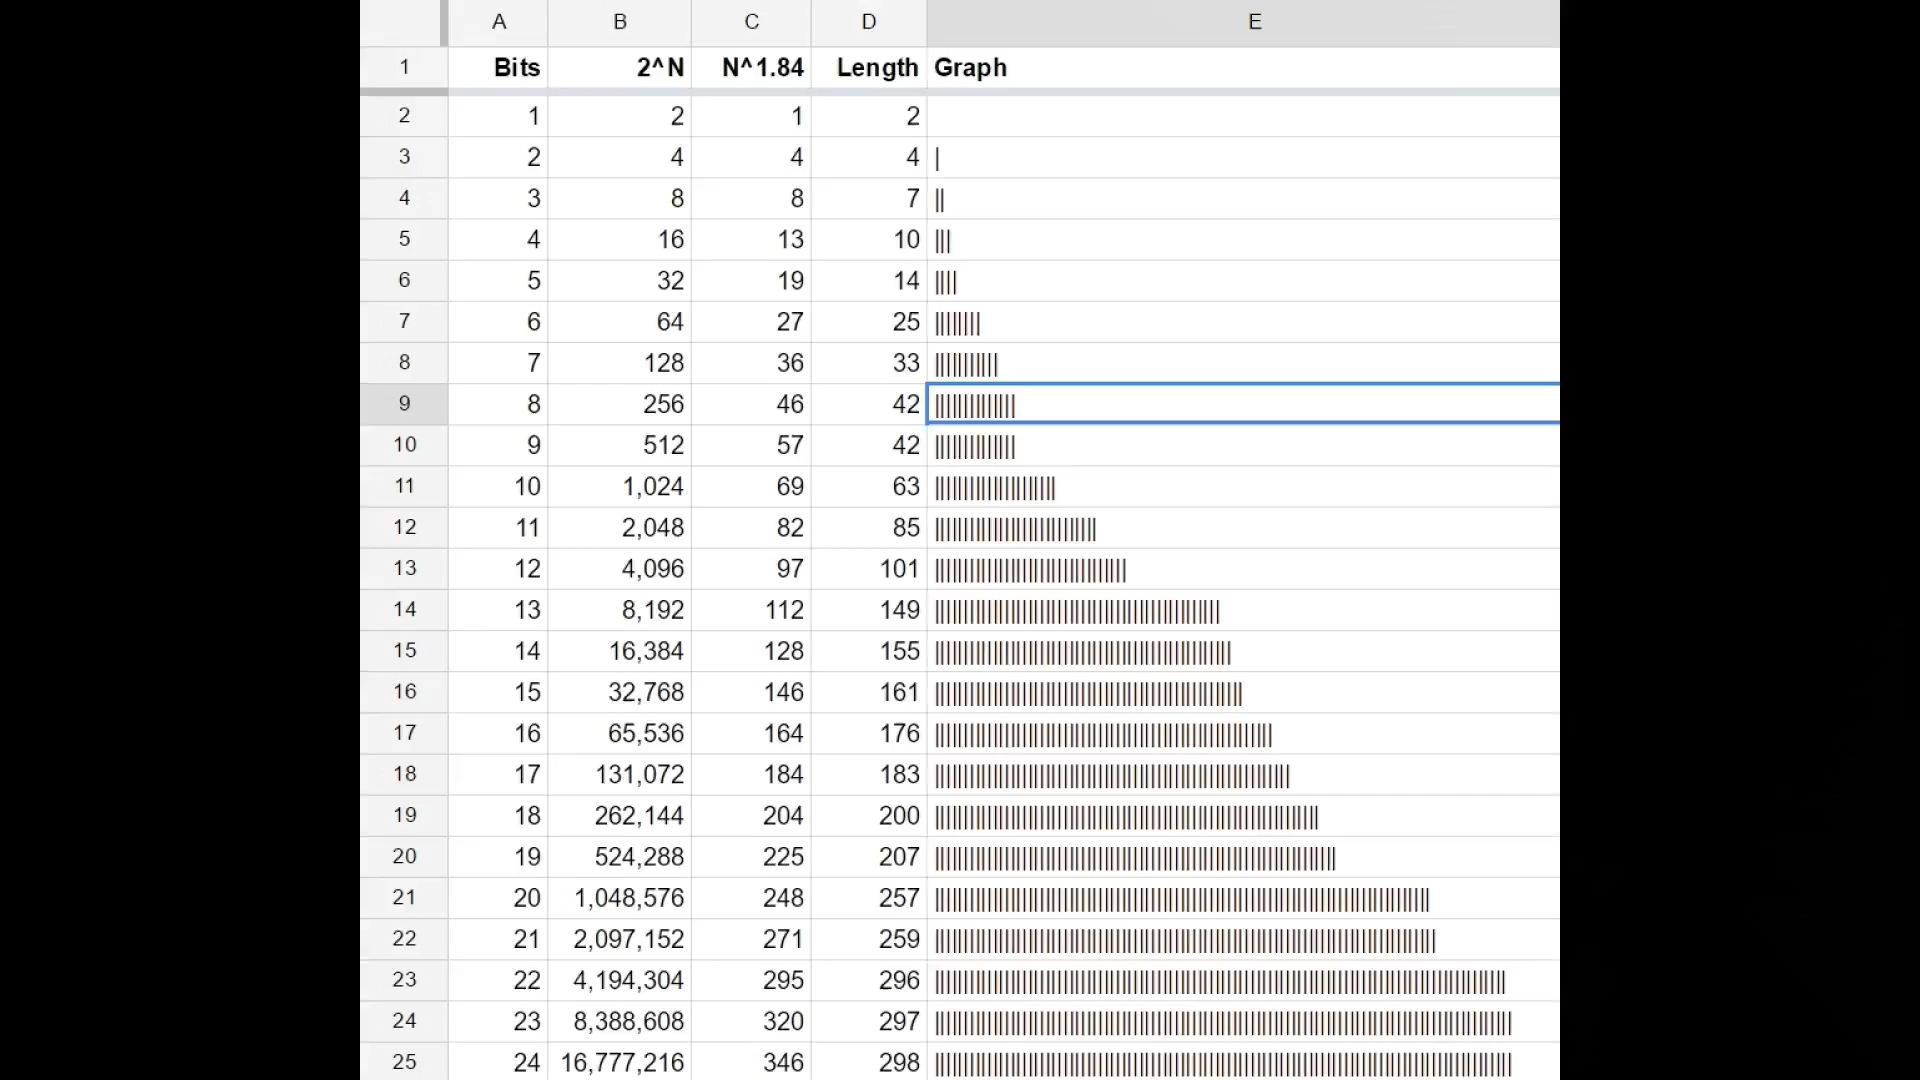 A B C D E
1 Bits 2^N N^1.84 Length Graph
2 1 2 1 2
3 2 4 4 4 |
4 3 8 8 7 ||
5 4 16 13 10 |||
6 5 32 19 14 ||||
7 6 64 27 25 ||||||||
8 7 128 36 33 |||||||||||
9 8 256 46 42 ||||||||||||||
10 9 512 57 42 ||||||||||||||
11 10 1,024 69 63 |||||||||||||||||||||
12 11 2,048 82 85
13 12 4,096 97 101
14 13 8,192 112 149
15 14 16,384 128 155
16 15 32,768 146 161
17 16 65,536 164 176
18 17 131,072 184 183
19 18 262,144 204 200
20 19 524,288 225 207
21 20 1,048,576 248 257
22 21 2,097,152 271 259
23 22 4,194,304 295 296
24 23 8,388,608 320 297
25 24 16,777,216 346 298